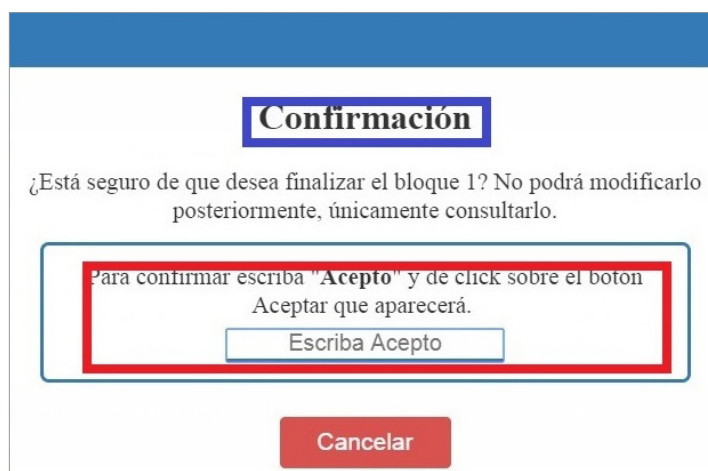 Confirmación
¿Está seguro de que desea finalizar el bloque 1? No podrá modificarlo
posteriormente, únicamente consultarlo.
Para confirmar escriba "Acepto" y de click sobre el botón
Aceptar que aparecerá.
Escriba Acepto
Cancelar